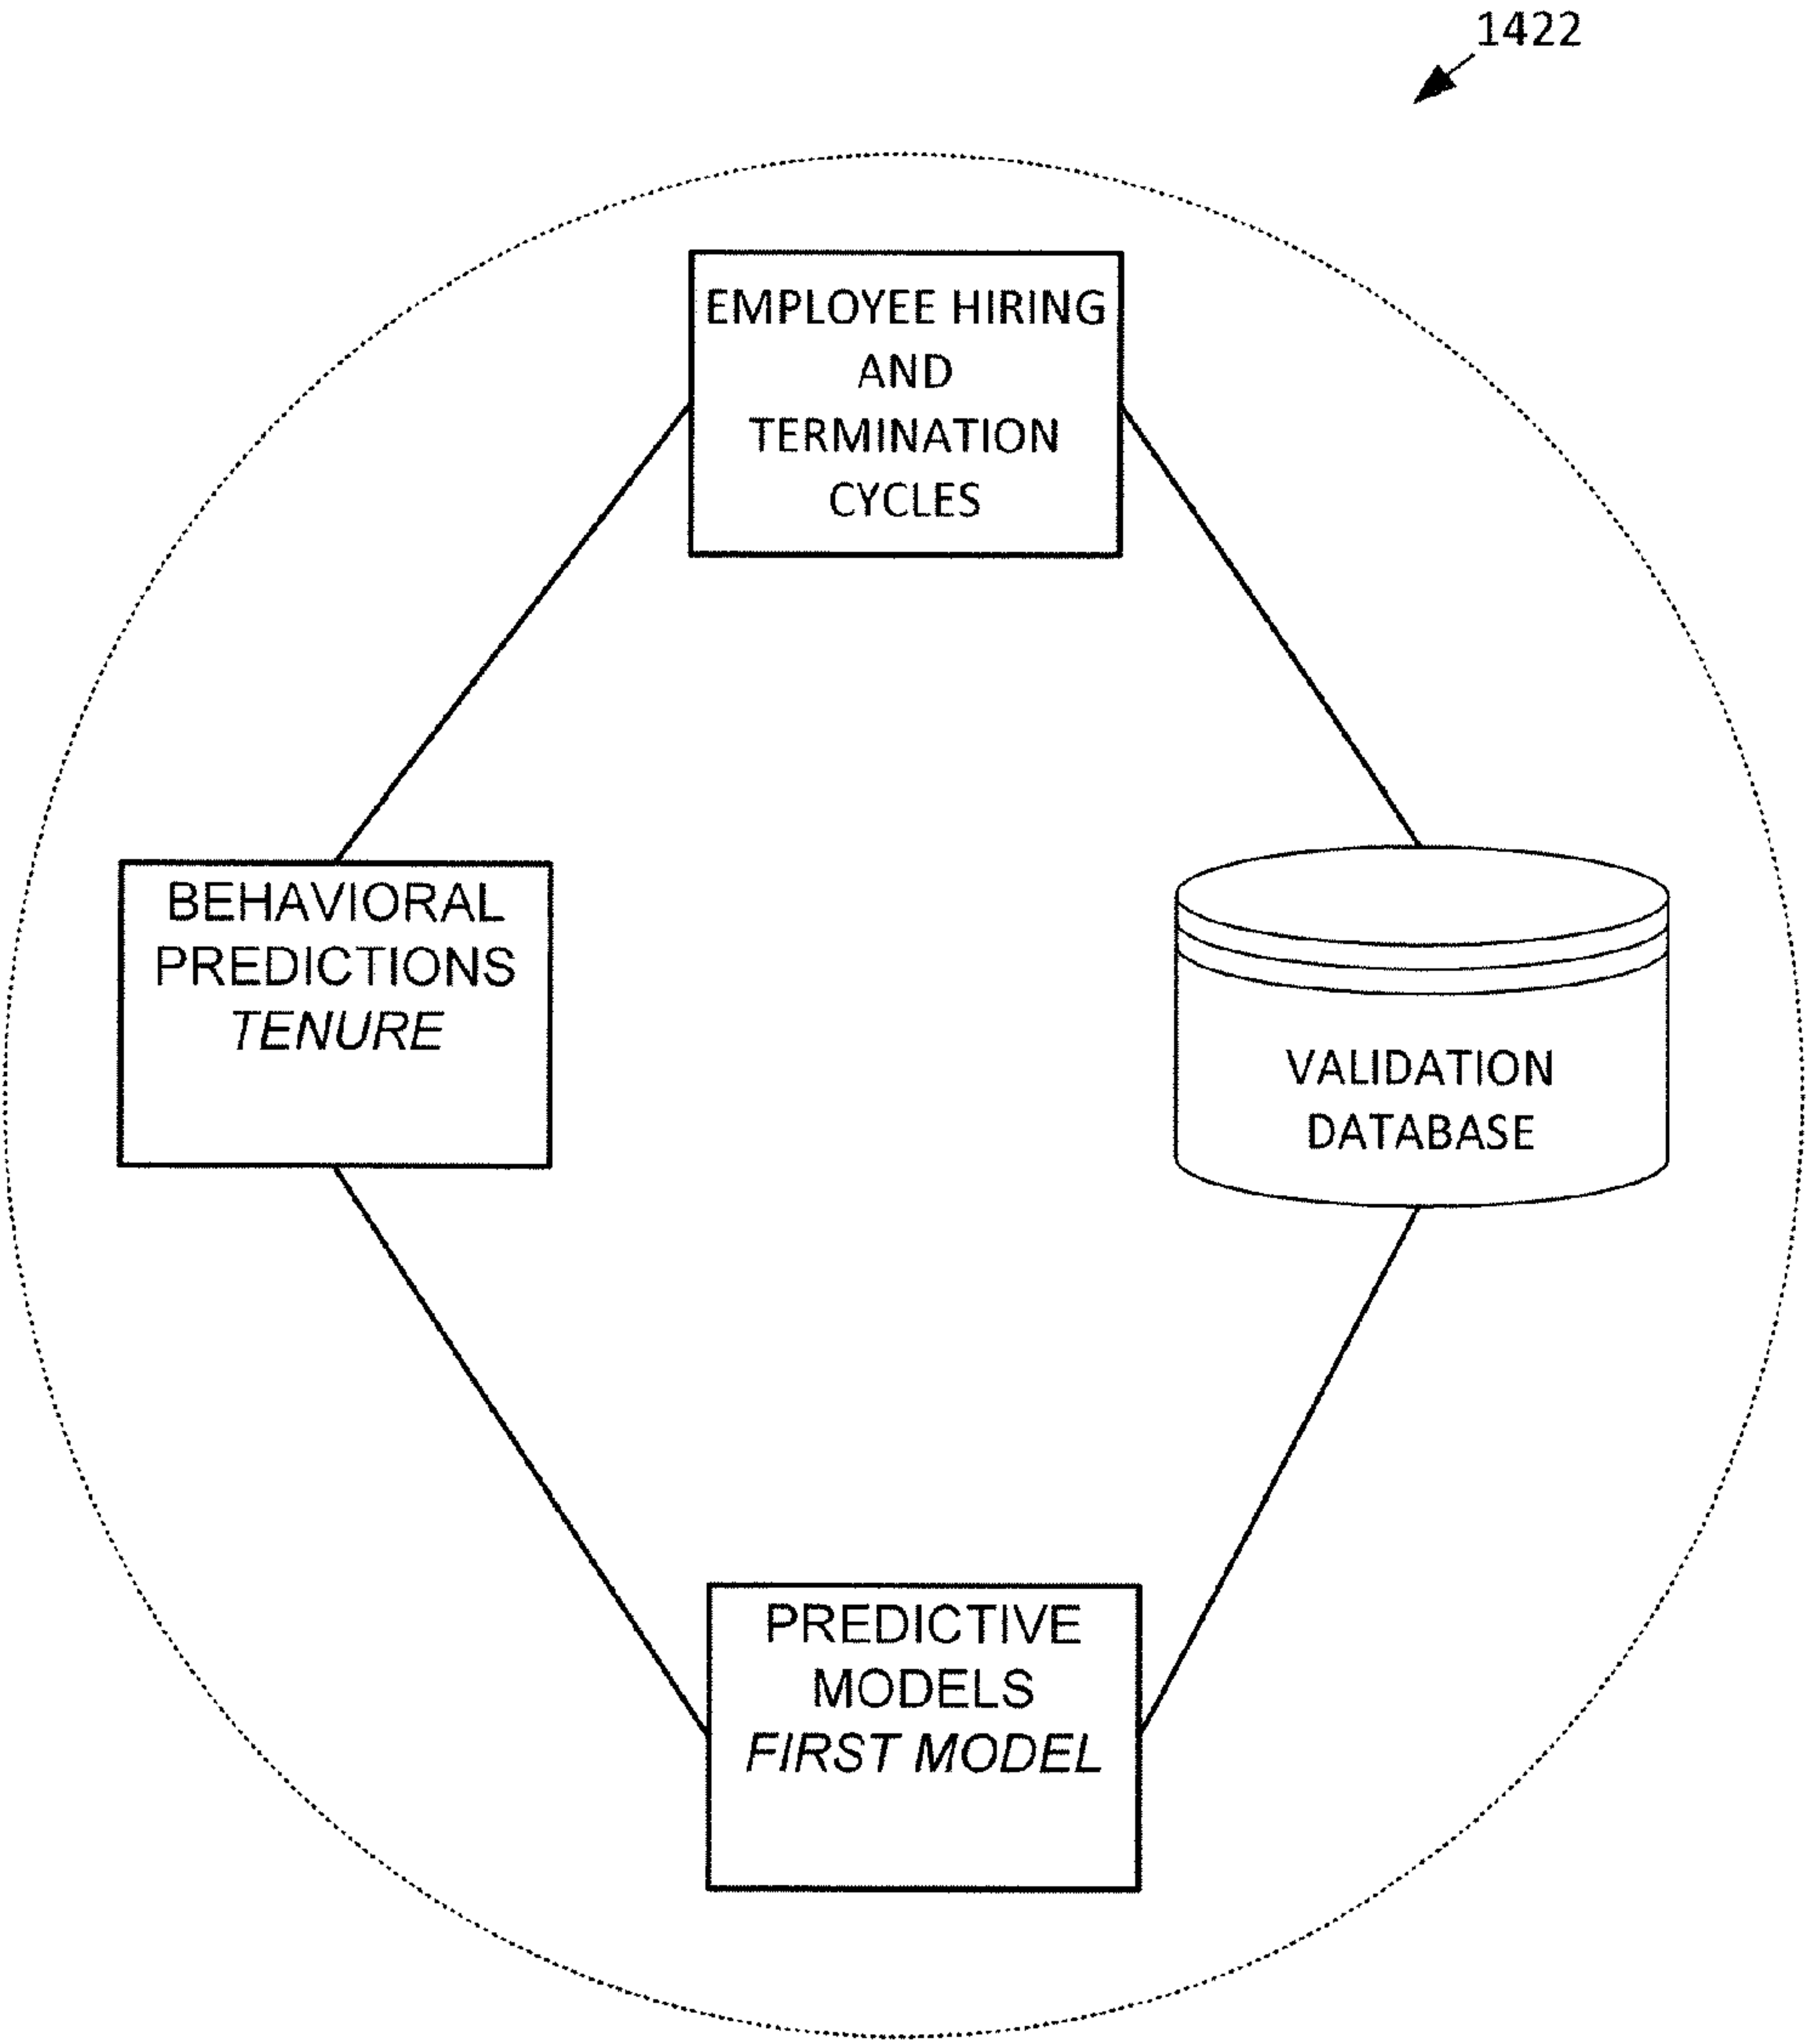 1422
EMPLOYEE HIRING
AND
TERMINATION
CYCLES
BEHAVIORAL
PREDICTIONS
TENURE
VALIDATION
DATABASE
PREDICTIVE
MODELS
FIRST MODEL